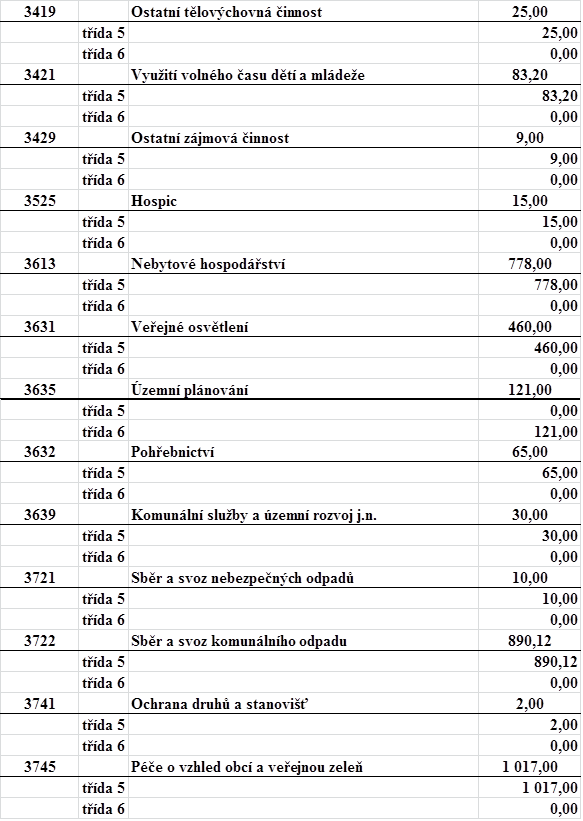 3419 Ostatní tělovýchovná činnost 25,00
třída 5 25,00
třída 6 0,00
3421 Využití volného času dětí a mládeže 83,20
třída 5 83,20
třída 6 0,00
3429 Ostatní zájmová činnost 9,00
třída 5 9,00
třída 6 0,00
3525 Hospic 15,00
třída 5 15,00
třída 6 0,00
3613 Nebytové hospodářství 778,00
třída 5 778,00
třída 6 0,00
3631 Veřejné osvětlení 460,00
třída 5 460,00
třída 6 0,00
3635 Územní plánování 121,00
třída 5 0,00
třída 6 121,00
3632 Pohřebnictví 65,00
třída 5 65,00
třída 6 0,00
3639 Komunální služby a územní rozvoj j.n. 30,00
třída 5 30,00
třída 6 0,00
3721 Sběr a svoz nebezpečných odpadů 10,00
třída 5 10,00
třída 6 0,00
3722 Sběr a svoz komunálního odpadu 890,12
třída 5 890,12
třída 6 0,00
3741 Ochrana druhů a stanovišť 2,00
třída 5 2,00
třída 6 0,00
3745 Péče o vzhled obcí a veřejnou zeleň 1 017,00
třída 5 1 017,00
třída 6 0,00